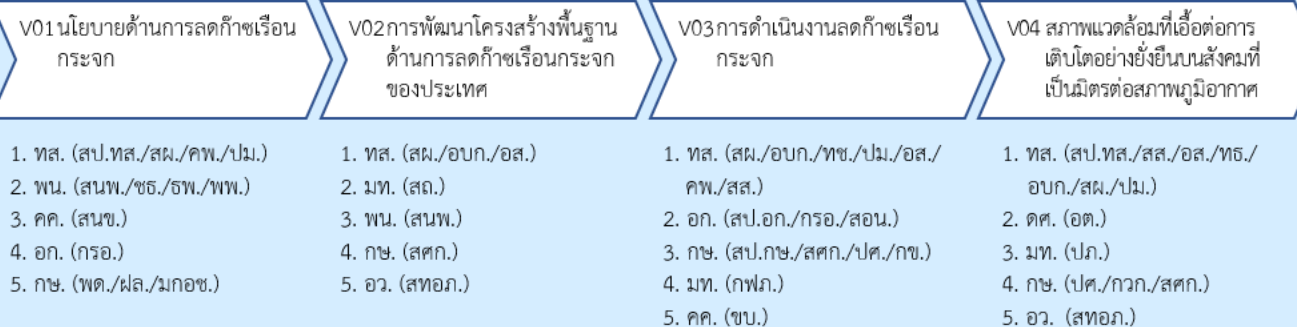 V01นโยบายด้านการลดก๊าซเรือน
กระจก
V02การพัฒนาโครงสร้างพื้นฐาน
ด้านการลดก๊าซเรือนกระจก
ของประเทศ
V03การดำเนินงานลดก๊าซเรือน
กระจก
V04 สภาพแวดล้อมที่เอื้อต่อการ
เติบโตอย่างยั่งยืนบนสังคมที่
เป็นมิตรต่อสภาพภูมิอากาศ
1. ทส. (สป.ทส./สผ./คพ./ปม.)
2. พน. (สนพ./ชธ./ธพ./พพ.)
3. คค. (สนข.)
4. อก. (กรอ.)
5. กษ. (พด./ฝล./มกอช.)
1. ทส. (สผ./อบก./อส.)
2. มท. (สถ.)
3. พน. (สนพ.)
4. กษ. (สศก.)
5. อว. (สทอภ.)
1. ทส. (สผ./อบก./ทช./ปม./อส./
คพ./สส.)
2. อก. (สป.อก./กรอ./สอน.)
3. กษ. (สป.กษ./สศก./ปศ./กข.)
4. มท. (กฟภ.)
5. คค. (ขบ.)
1. ทส. (สป.ทส./สส./อส./ทธ./
อบก./สผ./ปม.)
2. ดศ. (อต.)
3. มท. (ปภ.)
4. กษ. (ปศ./กวก./สศก.)
5. อว. (สทอภ.)